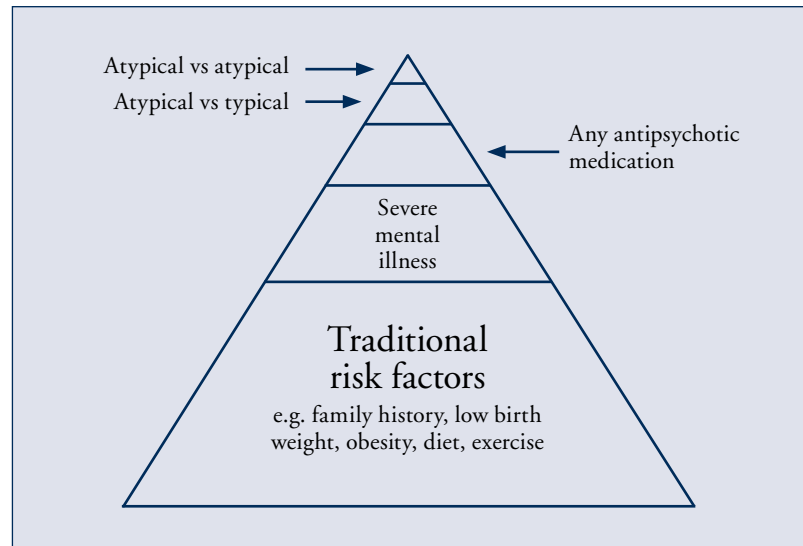 Atypical vs atypical
Atypical vs typical
Any antipsychotic
medication
Severe
mental
illness
Traditional
risk factors
e.g. family history, low birth
weight, obesity, diet, exercise